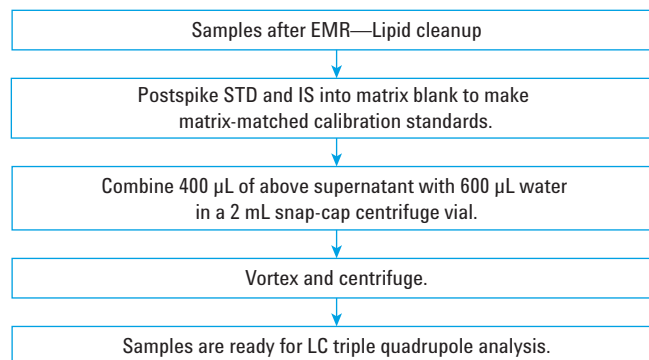 Samples after EMR—Lipid cleanup
Postspike STD and IS into matrix blank to make
matrix-matched calibration standards.
Combine 400 µL of above supernatant with 600 µL water
in a 2 mL snap-cap centrifuge vial.
Vortex and centrifuge.
Samples are ready for LC triple quadrupole analysis.